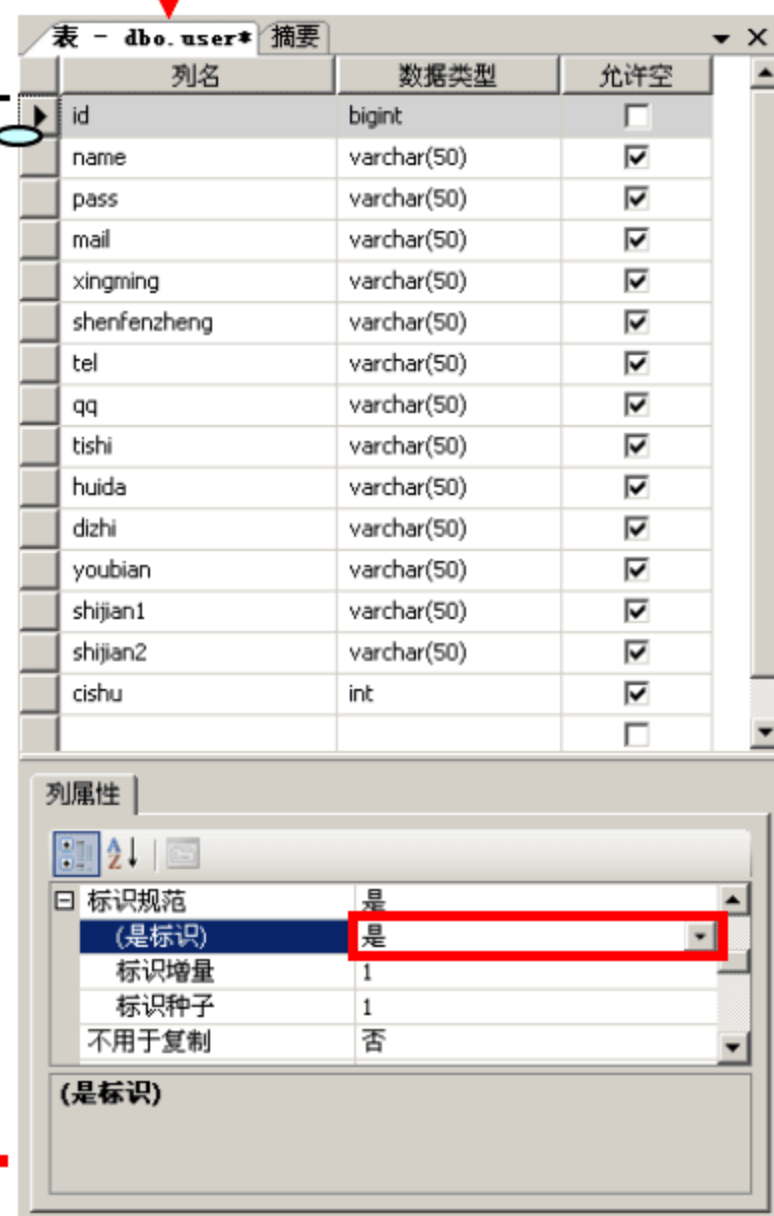 表 - dbo.user* 摘要
列名 数据类型 允许空
id bigint
name varchar(50)
pass varchar(50)
mail varchar(50)
xingming varchar(50)
shenfenzheng varchar(50)
tel varchar(50)
qq varchar(50)
tishi varchar(50)
huida varchar(50)
dizhi varchar(50)
youbian varchar(50)
shijian1 varchar(50)
shijian2 varchar(50)
cishu int
列属性
标识规范 是
(是标识) 是
标识增量 1
标识种子 1
不用于复制 否
(是标识)